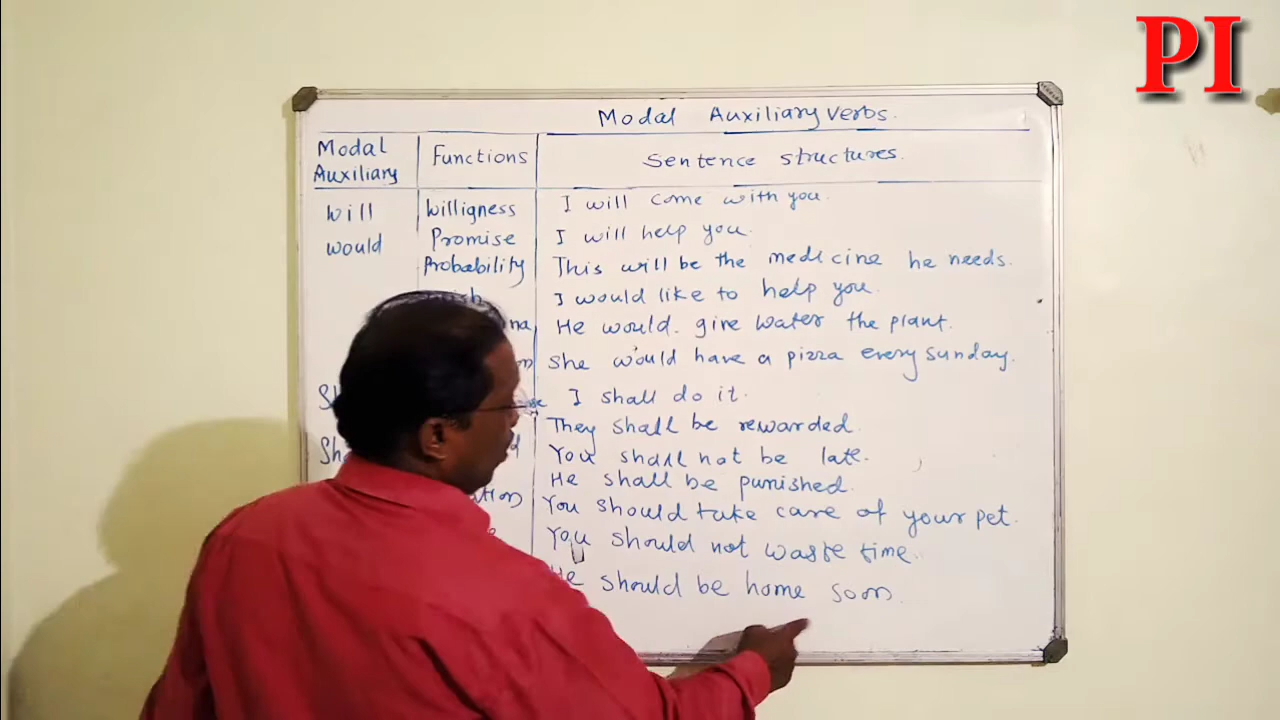 PI
Modal Auxiliary verbs.
Modal Auxiliary
Functions
Sentence structures.
will
Willigness
I will come with you.
would
Promise
I will help you.
Probability
This will be the medicine he needs.
I would like to help you.
He would. give water the plant.
She would have a pizza every sunday.
I shall do it.
They shall be rewarded.
You shall not be late.
He shall be punished.
You should take care of your pet.
You should not waste time.
He should be home soon.